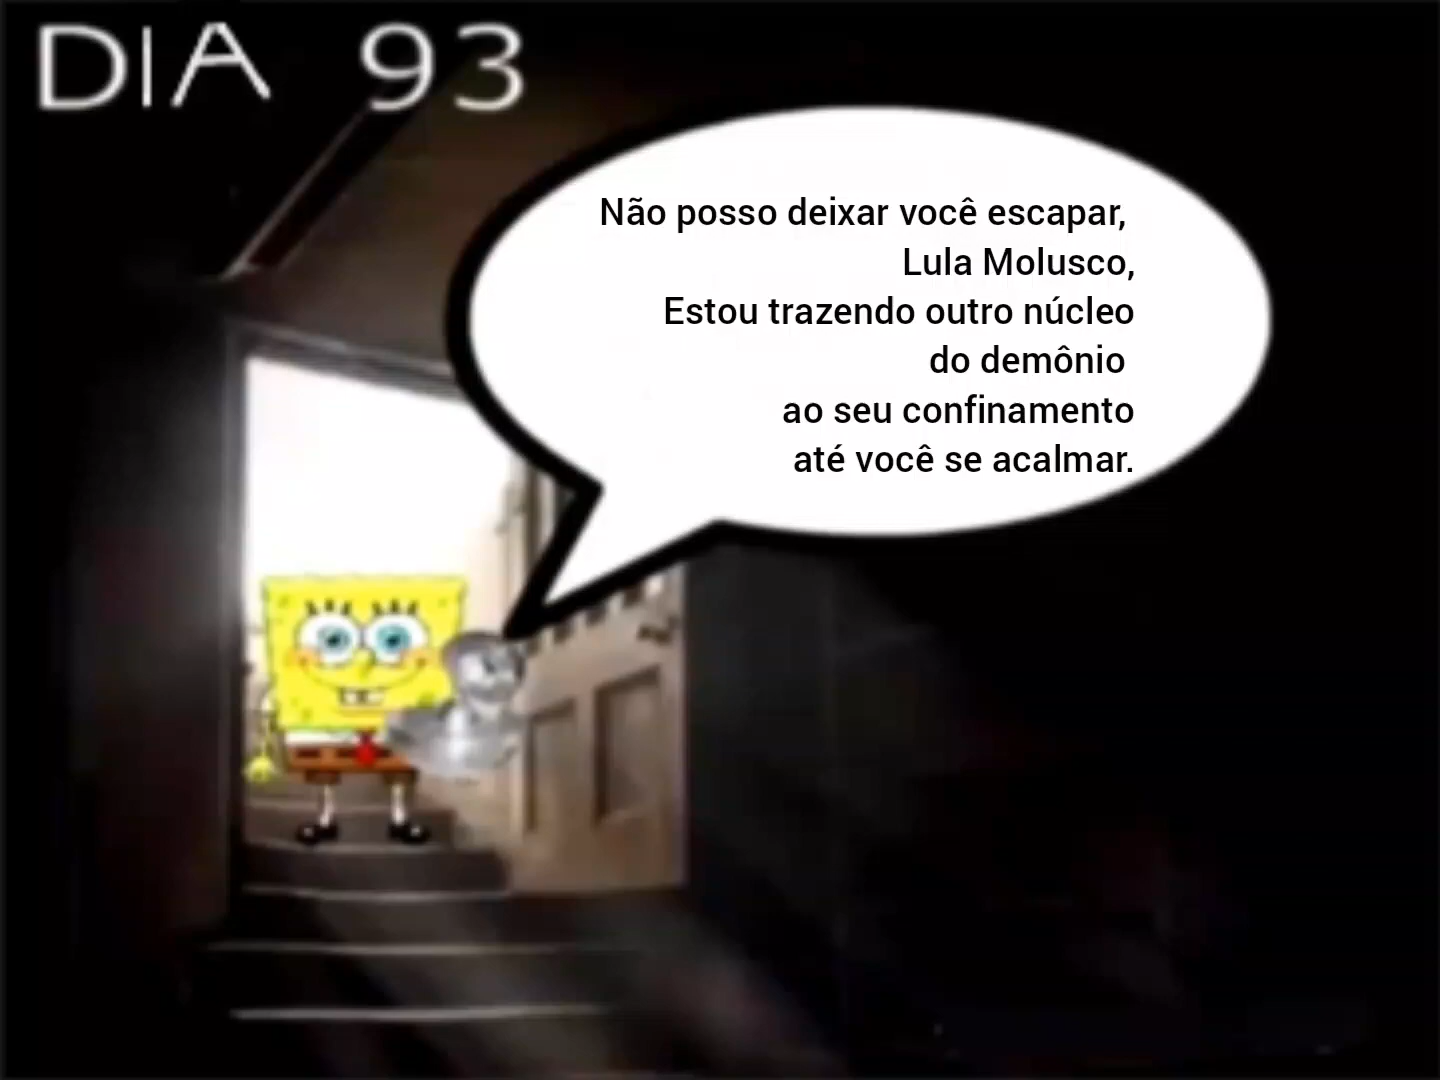 DIA 93
Não posso deixar você escapar,
Lula Molusco,
Estou trazendo outro núcleo
do demônio
ao seu confinamento
até você se acalmar.